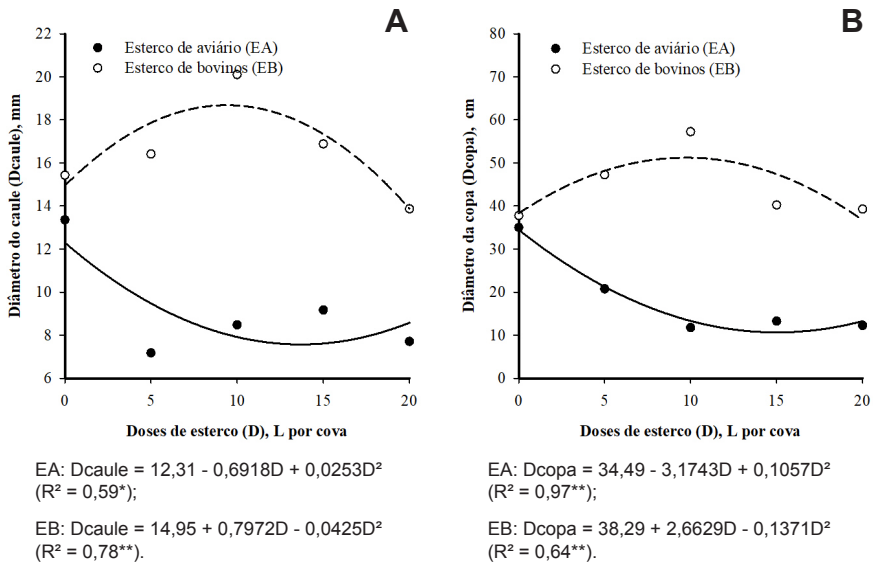 A
22
20
18
16
14
12
10
8
6
Diâmetro do caule (Dcaule), mm
Esterco de aviário (EA)
Esterco de bovinos (EB)
0 5 10 15 20
Doses de esterco (D), L por cova
EA: Dcaule = 12,31 - 0,6918D + 0,0253D²
(R² = 0,59*);
EB: Dcaule = 14,95 + 0,7972D - 0,0425D²
(R² = 0,78**).
B
80
70
60
50
40
30
20
10
0
Diâmetro da copa (Dcopa), cm
Esterco de aviário (EA)
Esterco de bovinos (EB)
0 5 10 15 20
Doses de esterco (D), L por cova
EA: Dcopa = 34,49 - 3,1743D + 0,1057D²
(R² = 0,97**);
EB: Dcopa = 38,29 + 2,6629D - 0,1371D²
(R² = 0,64**).